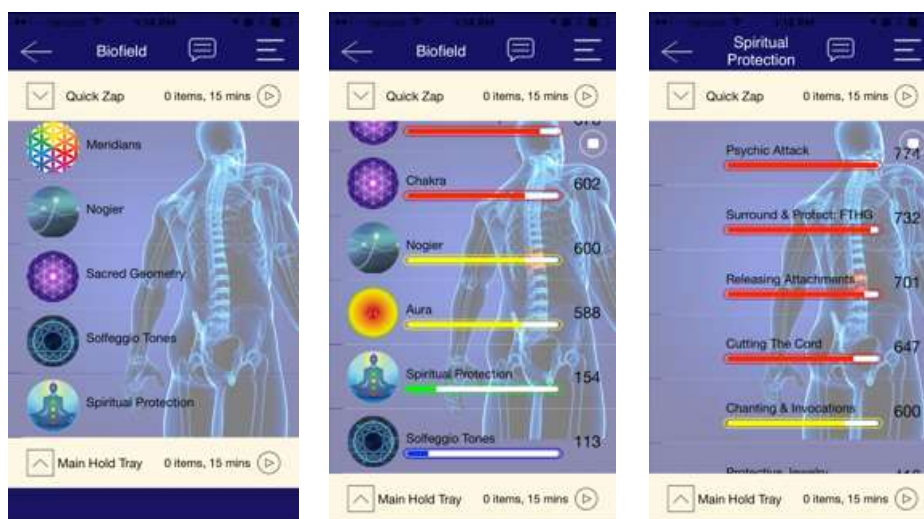 Biofield
Quick Zap 0 items, 15 mins
Meridians
Nogier
Sacred Geometry
Solfeggio Tones
Spiritual Protection
Main Hold Tray 0 items, 15 mins
Biofield
Quick Zap 0 items, 15 mins
Chakra 602
Nogier 600
Aura 588
Spiritual Protection 154
Solfeggio Tones 113
Main Hold Tray 0 items, 15 mins
Spiritual
Protection
Quick Zap 0 items, 15 mins
Psychic Attack 774
Surround & Protect: FTHG 732
Releasing Attachments 701
Cutting The Cord 647
Chanting & Invocations 600
Protective Jewelry
Main Hold Tray 0 items, 15 mins